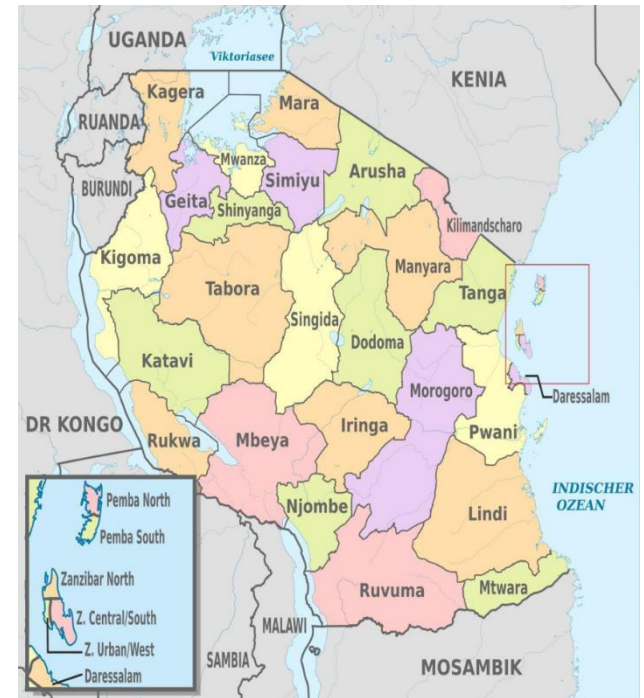 UGANDA
Viktoriasee
KENIA
Kagera
Mara
RUANDA
Mwanza
Arusha
BURUNDI
Geita
Simiyu
Shinyanga
Kilimandscharo
Kigoma
Manyara
Tabora
Tanga
Singida
Dodoma
Katavi
Morogoro
Daressalam
DR KONGO
Rukwa
Mbeya
Iringa
Pwani
INDISCHER
OZEAN
Njombe
Lindi
Ruvuma
Mtwara
MALAWI
SAMBIA
MOSAMBIK
Pemba North
Pemba South
Zanzibar North
Z. Central/South
Z. Urban/West
Daressalam